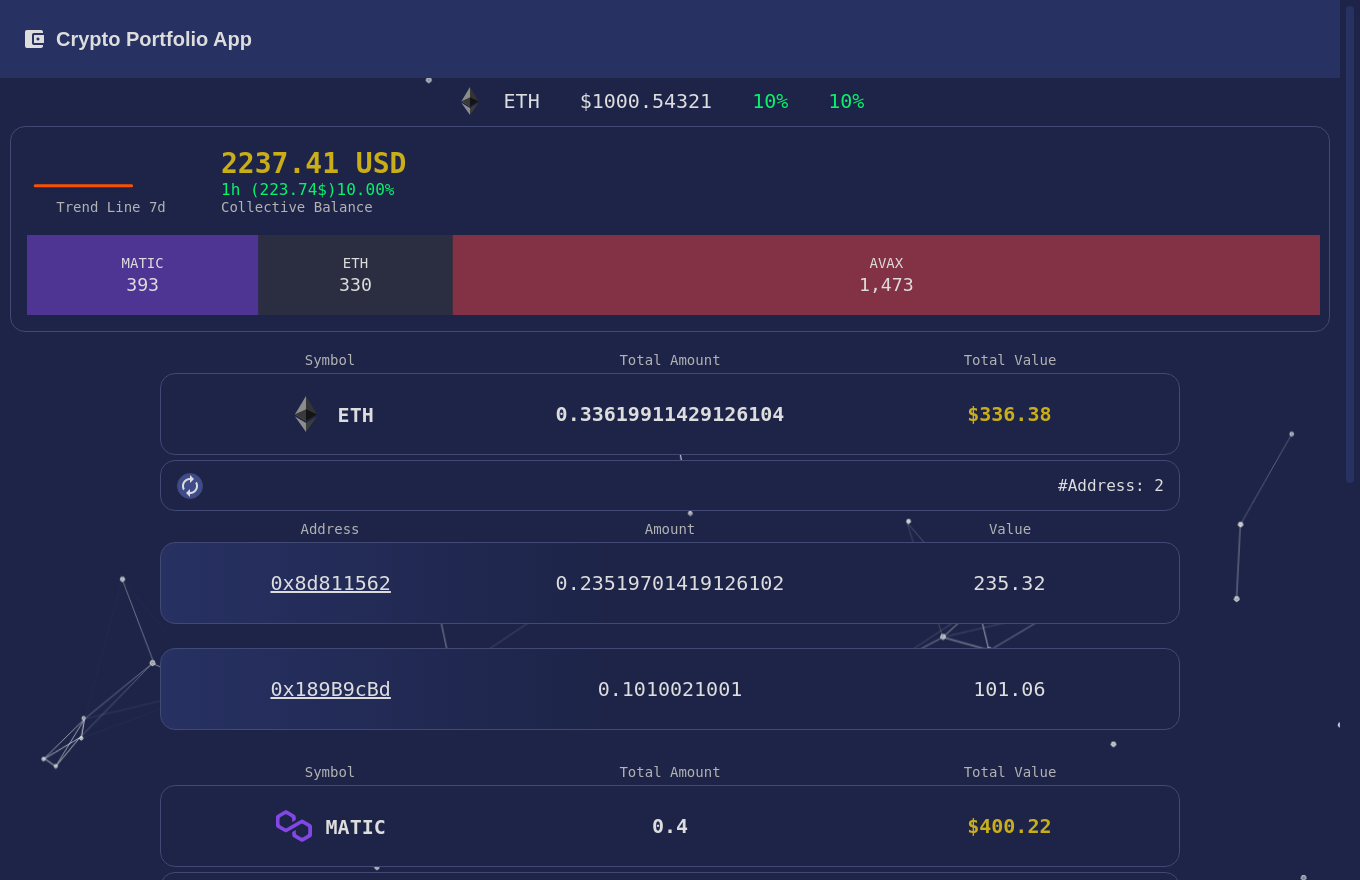 Crypto Portfolio App
ETH $1000.54321 10% 10%
2237.41 USD
1h (223.74$)10.00%
Trend Line 7d Collective Balance
MATIC ETH AVAX
393 330 1,473
Symbol Total Amount Total Value
ETH 0.33619911429126104 $336.38
#Address: 2
Address Amount Value
0x8d811562 0.23519701419126102 235.32
0x189B9cBd 0.1010021001 101.06
Symbol Total Amount Total Value
MATIC 0.4 $400.22